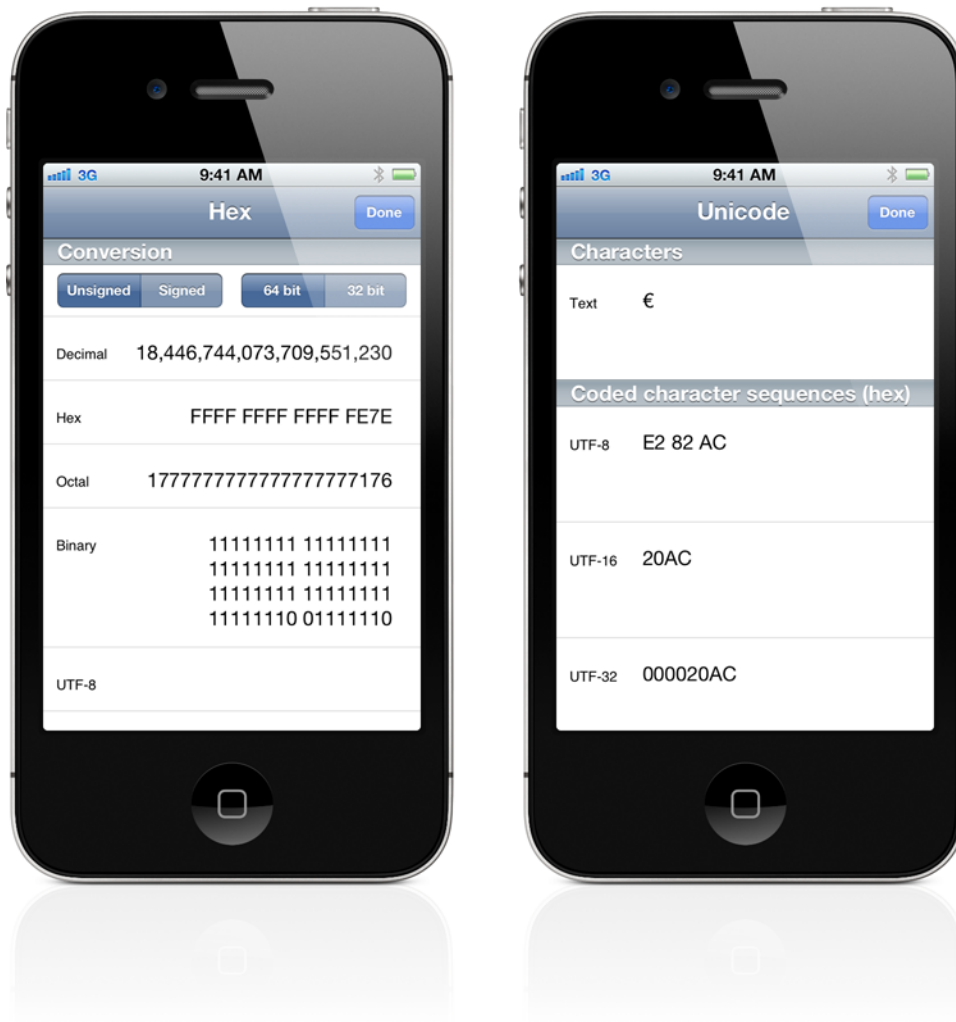 3G 9:41 AM
Hex Done
Conversion
Unsigned Signed 64 bit 32 bit
Decimal 18,446,744,073,709,551,230
Hex FFFF FFFF FFFF FE7E
Octal 1777777777777777777176
Binary 11111111 11111111
11111111 11111111
11111111 11111111
11111110 01111110
UTF-8
3G 9:41 AM
Unicode Done
Characters
Text €
Coded character sequences (hex)
UTF-8 E2 82 AC
UTF-16 20AC
UTF-32 000020AC